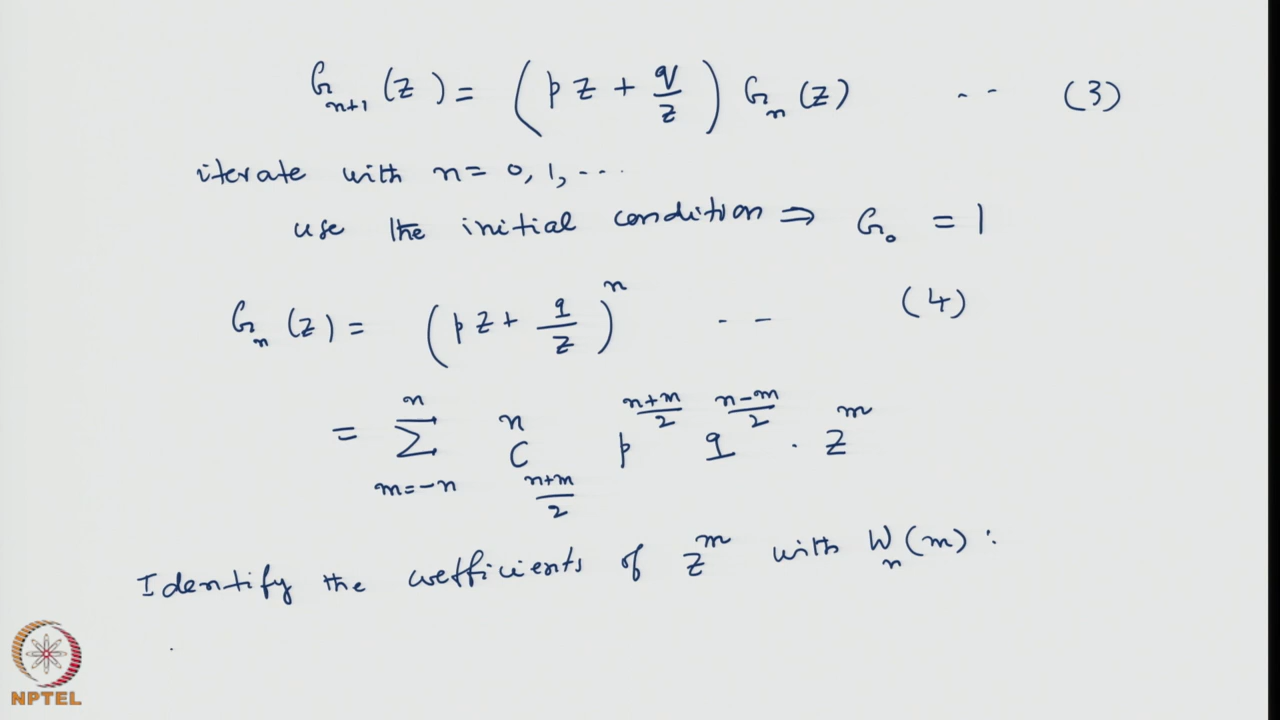 G_{n+1}(z) = (pz + q/z) G_n(z) -- (3)
iterate with n = 0, 1, ---
use the initial condition ⇒ G_0 = 1
G_n(z) = (pz + q/z)^n -- (4)
= Σ_{m=-n}^{n} ^nC_{(n+m)/2} p^{(n+m)/2} q^{(n-m)/2} . z^m
Identify the coefficients of z^m with W_n(m) :
NPTEL